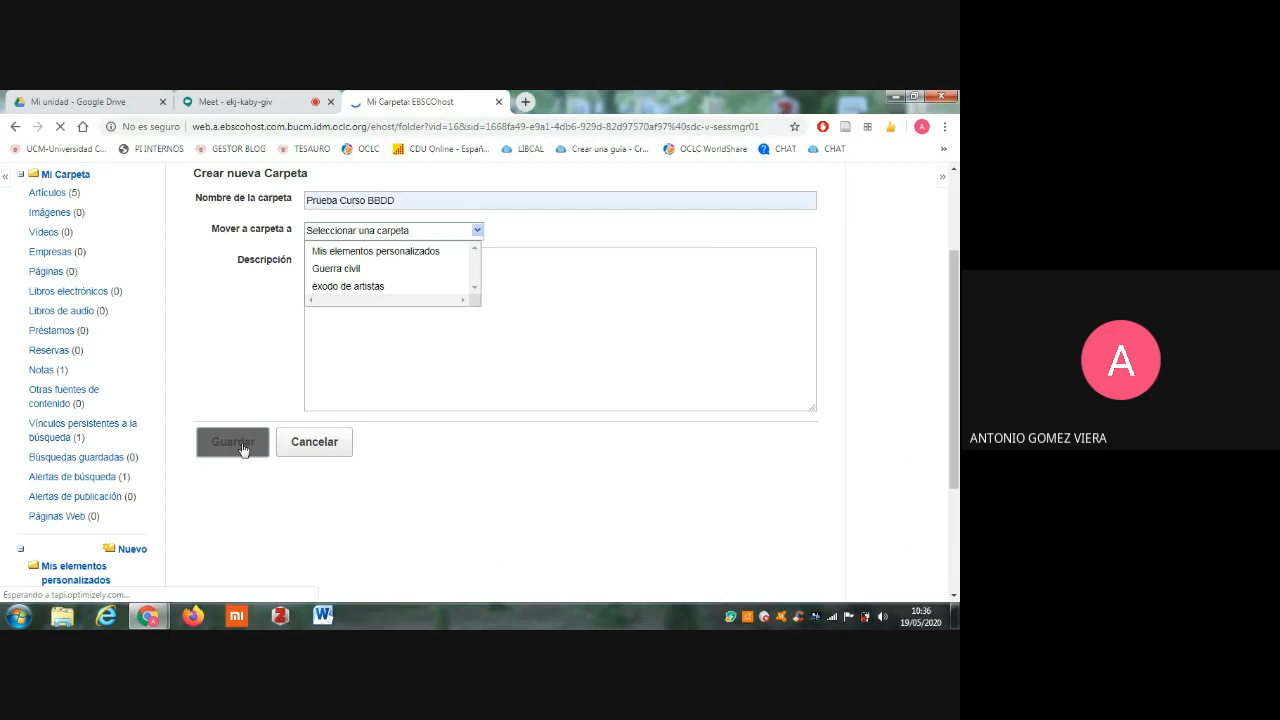 Mi unidad - Google Drive
Meet - ekj-kaby-giv
Mi Carpeta: EBSCOhost
No es seguro
web.s.ebscohost.com.bucm.idm.oclc.org/ehost/folder?vid=16&sid=1668fa49-e9a1-4db6-929d-82d97570af97%40sdc-v-sessmgr01
A
UCM-Universidad C...
PI INTERNOS
GESTOR BLOG
TESAURO
OCLC
CDU Online - Españ...
LIBCAL
Crear una guía - Cr...
OCLC WorldShare
CHAT
CHAT
»
«
Mi Carpeta
Artículos (5)
Imágenes (0)
Vídeos (0)
Empresas (0)
Páginas (0)
Libros electrónicos (0)
Libros de audio (0)
Préstamos (0)
Reservas (0)
Notas (1)
Otras fuentes de
contenido (0)
Vínculos persistentes a la
búsqueda (1)
Búsquedas guardadas (0)
Alertas de búsqueda (1)
Alertas de publicación (0)
Páginas Web (0)
Nuevo
Mis elementos
personalizados
Crear nueva Carpeta
Nombre de la carpeta
Prueba Curso BBDD
Mover a carpeta a
Seleccionar una carpeta
Mis elementos personalizados
Guerra civil
éxodo de artistas
Descripción
Guardar
Cancelar
»
Esperando a tapi.optimizely.com...
mi
Z
W
10:36
19/05/2020
A
ANTONIO GOMEZ VIERA